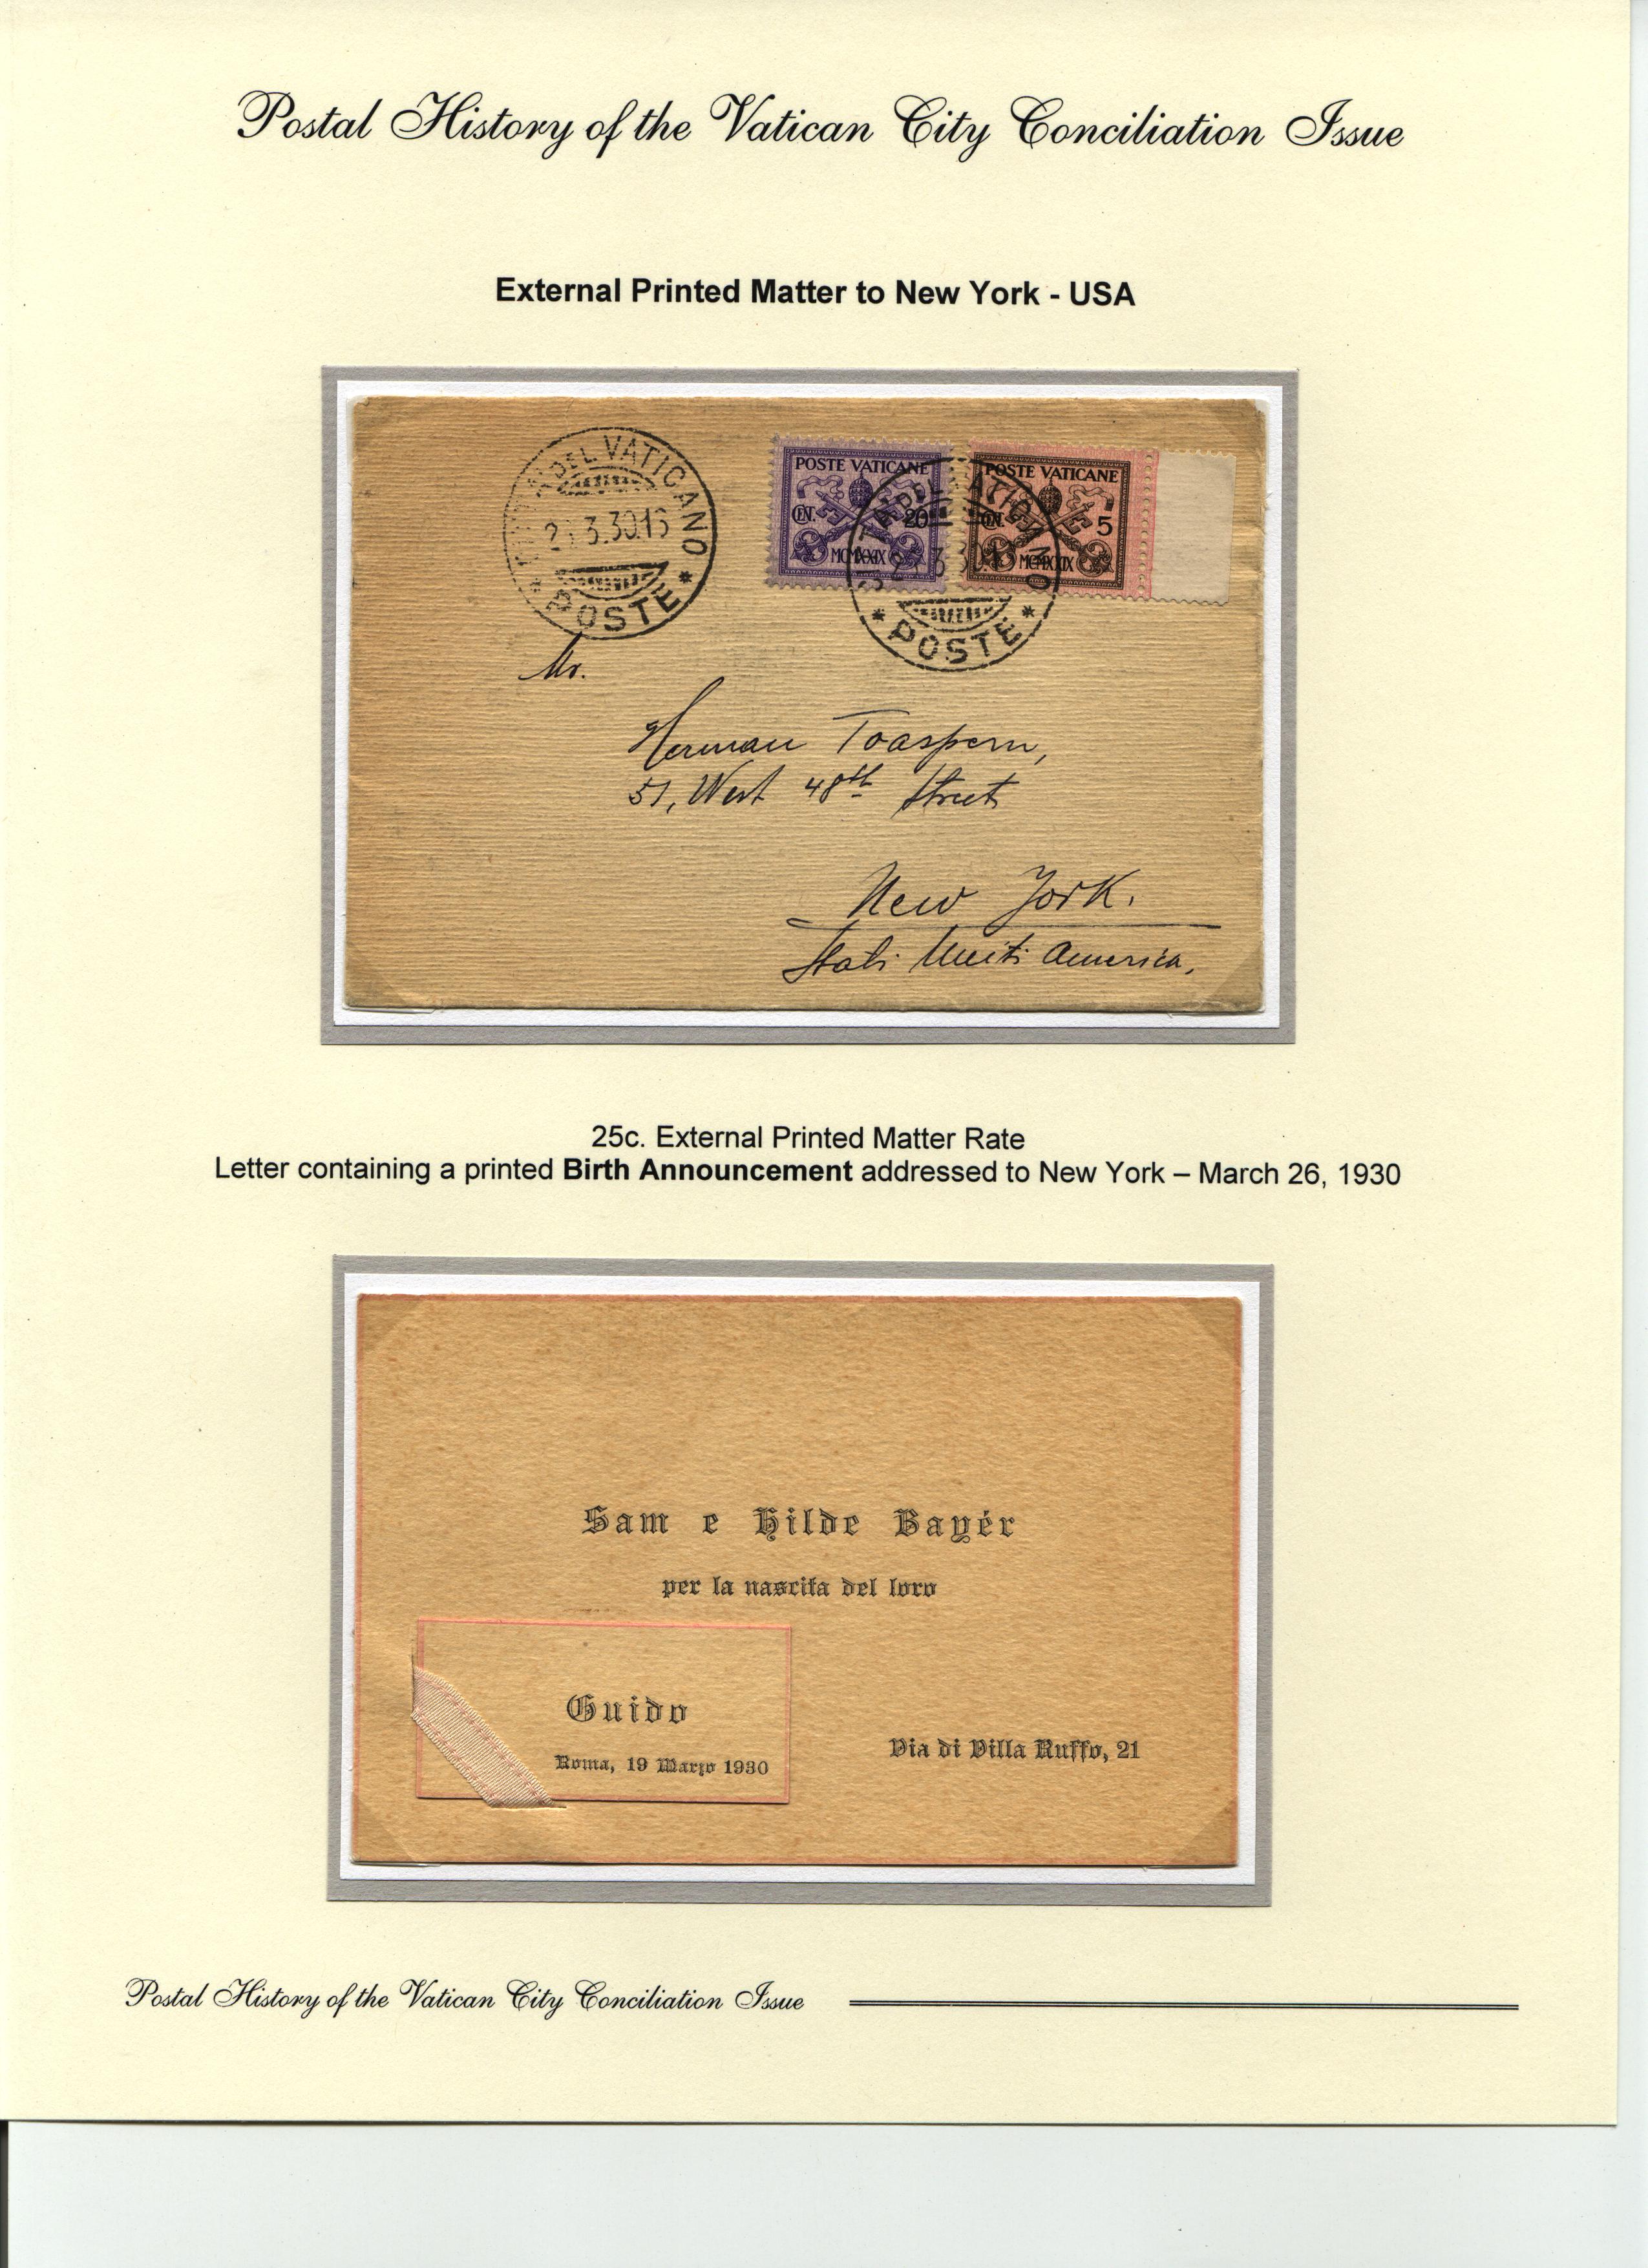 Postal History of the Vatican City Conciliation Issue
External Printed Matter to New York - USA
DEL VATICANO
3.30.16
POSTE
POSTE VATICANE
CENT. 20
MCMXXIX
POSTE VATICANE
CENT. 5
MCMXXIX
POSTE
Mr.
Herman Toaspern,
51, West 48th Street
New York.
Stati Uniti America,
25c. External Printed Matter Rate
Letter containing a printed Birth Announcement addressed to New York – March 26, 1930
Sam e Hilde Bayér
per la nascita del loro
Guido
Roma, 19 Marzo 1930
Via di Villa Ruffo, 21
Postal History of the Vatican City Conciliation Issue